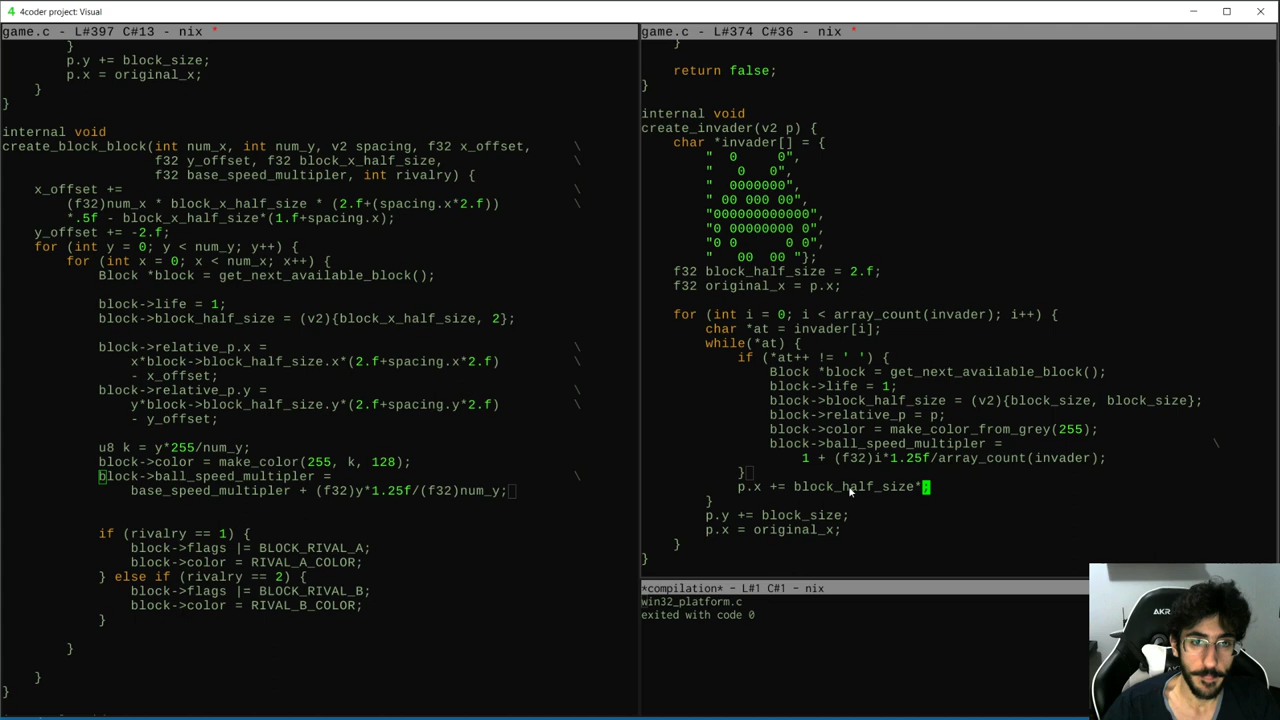 4coder project: Visual
game.c - L#397 C#13 - nix *
        }
        p.y += block_size;
        p.x = original_x;
    }
}
internal void
create_block_block(int num_x, int num_y, v2 spacing, f32 x_offset, \
                   f32 y_offset, f32 block_x_half_size, \
                   f32 base_speed_multipler, int rivalry) {
    x_offset += \
        (f32)num_x * block_x_half_size * (2.f+(spacing.x*2.f)) \
        *.5f - block_x_half_size*(1.f+spacing.x);
    y_offset += -2.f;
    for (int y = 0; y < num_y; y++) {
        for (int x = 0; x < num_x; x++) {
            Block *block = get_next_available_block();
            block->life = 1;
            block->block_half_size = (v2){block_x_half_size, 2};
            block->relative_p.x = \
                x*block->block_half_size.x*(2.f+spacing.x*2.f) \
                - x_offset;
            block->relative_p.y = \
                y*block->block_half_size.y*(2.f+spacing.y*2.f) \
                - y_offset;
            u8 k = y*255/num_y;
            block->color = make_color(255, k, 128);
            block->ball_speed_multipler = \
                base_speed_multipler + (f32)y*1.25f/(f32)num_y;
            if (rivalry == 1) {
                block->flags |= BLOCK_RIVAL_A;
                block->color = RIVAL_A_COLOR;
            } else if (rivalry == 2) {
                block->flags |= BLOCK_RIVAL_B;
                block->color = RIVAL_B_COLOR;
            }
        }
    }
}
game.c - L#374 C#36 - nix *
    }
    return false;
}
internal void
create_invader(v2 p) {
    char *invader[] = {
        "  0     0",
        "   0   0",
        "  0000000",
        " 00 000 00",
        "000000000000",
        "0 00000000 0",
        "0 0      0 0",
        "   00  00 "};
    f32 block_half_size = 2.f;
    f32 original_x = p.x;
    for (int i = 0; i < array_count(invader); i++) {
        char *at = invader[i];
        while(*at) {
            if (*at++ != ' ') {
                Block *block = get_next_available_block();
                block->life = 1;
                block->block_half_size = (v2){block_size, block_size};
                block->relative_p = p;
                block->color = make_color_from_grey(255);
                block->ball_speed_multipler = \
                    1 + (f32)i*1.25f/array_count(invader);
            }
            p.x += block_half_size*;
        }
        p.y += block_size;
        p.x = original_x;
    }
}
*compilation* - L#1 C#1 - nix
win32_platform.c
exited with code 0